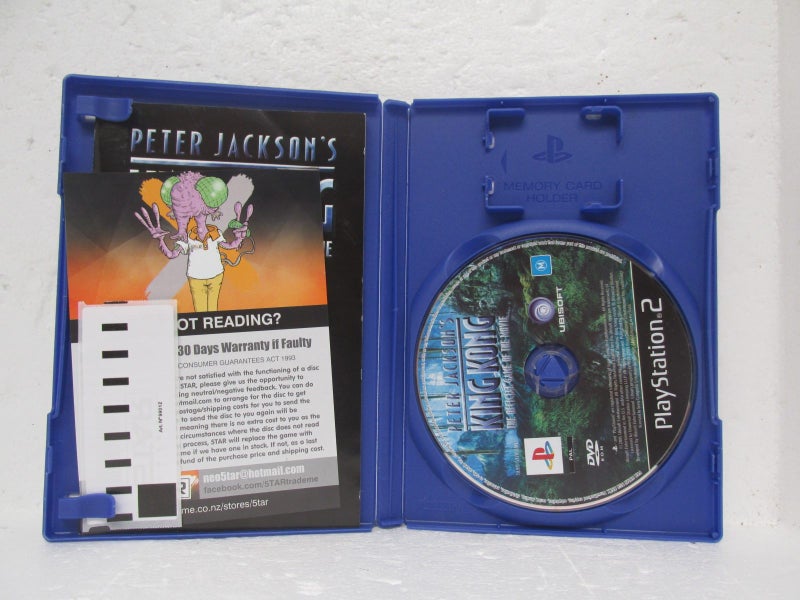 PETER JACKSON'S
OT READING?
30 Days Warranty if Faulty
CONSUMER GUARANTEES ACT 1993
re not satisfied with the functioning of a disc
5STAR, please give us the opportunity to
ing neutral/negative feedback. You can do
otmail.com to arrange for the disc to get
ostage/shipping costs for you to send the
to send the disc to you again will be
meaning there is no extra cost to you as the
circumstances where the disc does not read
process, 5TAR will replace the game with
me if we have one in stock. If not, as a last
fund of the purchase price and shipping cost.
R
neo5tar@hotmail.com
facebook.com/5TARtrademe
me.co.nz/stores/5tar
MEMORY CARD
HOLDER
M
UBISOFT
PETER JACKSON'S
KING KONG
THE OFFICIAL GAME OF THE MOVIE
PlayStation 2
PAL
DVD
ROM